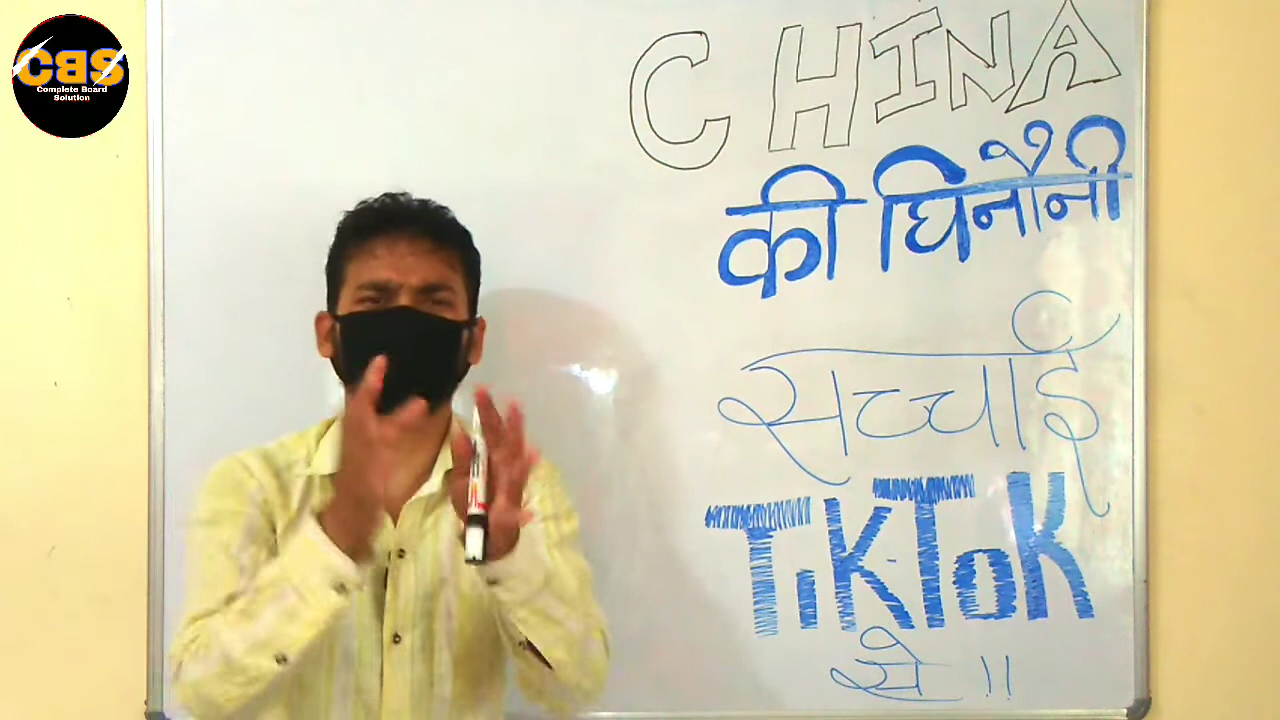 CBS
Complete Board
Solution
CHINA
की घिनौनी
सच्चाई
TikTok
से !!